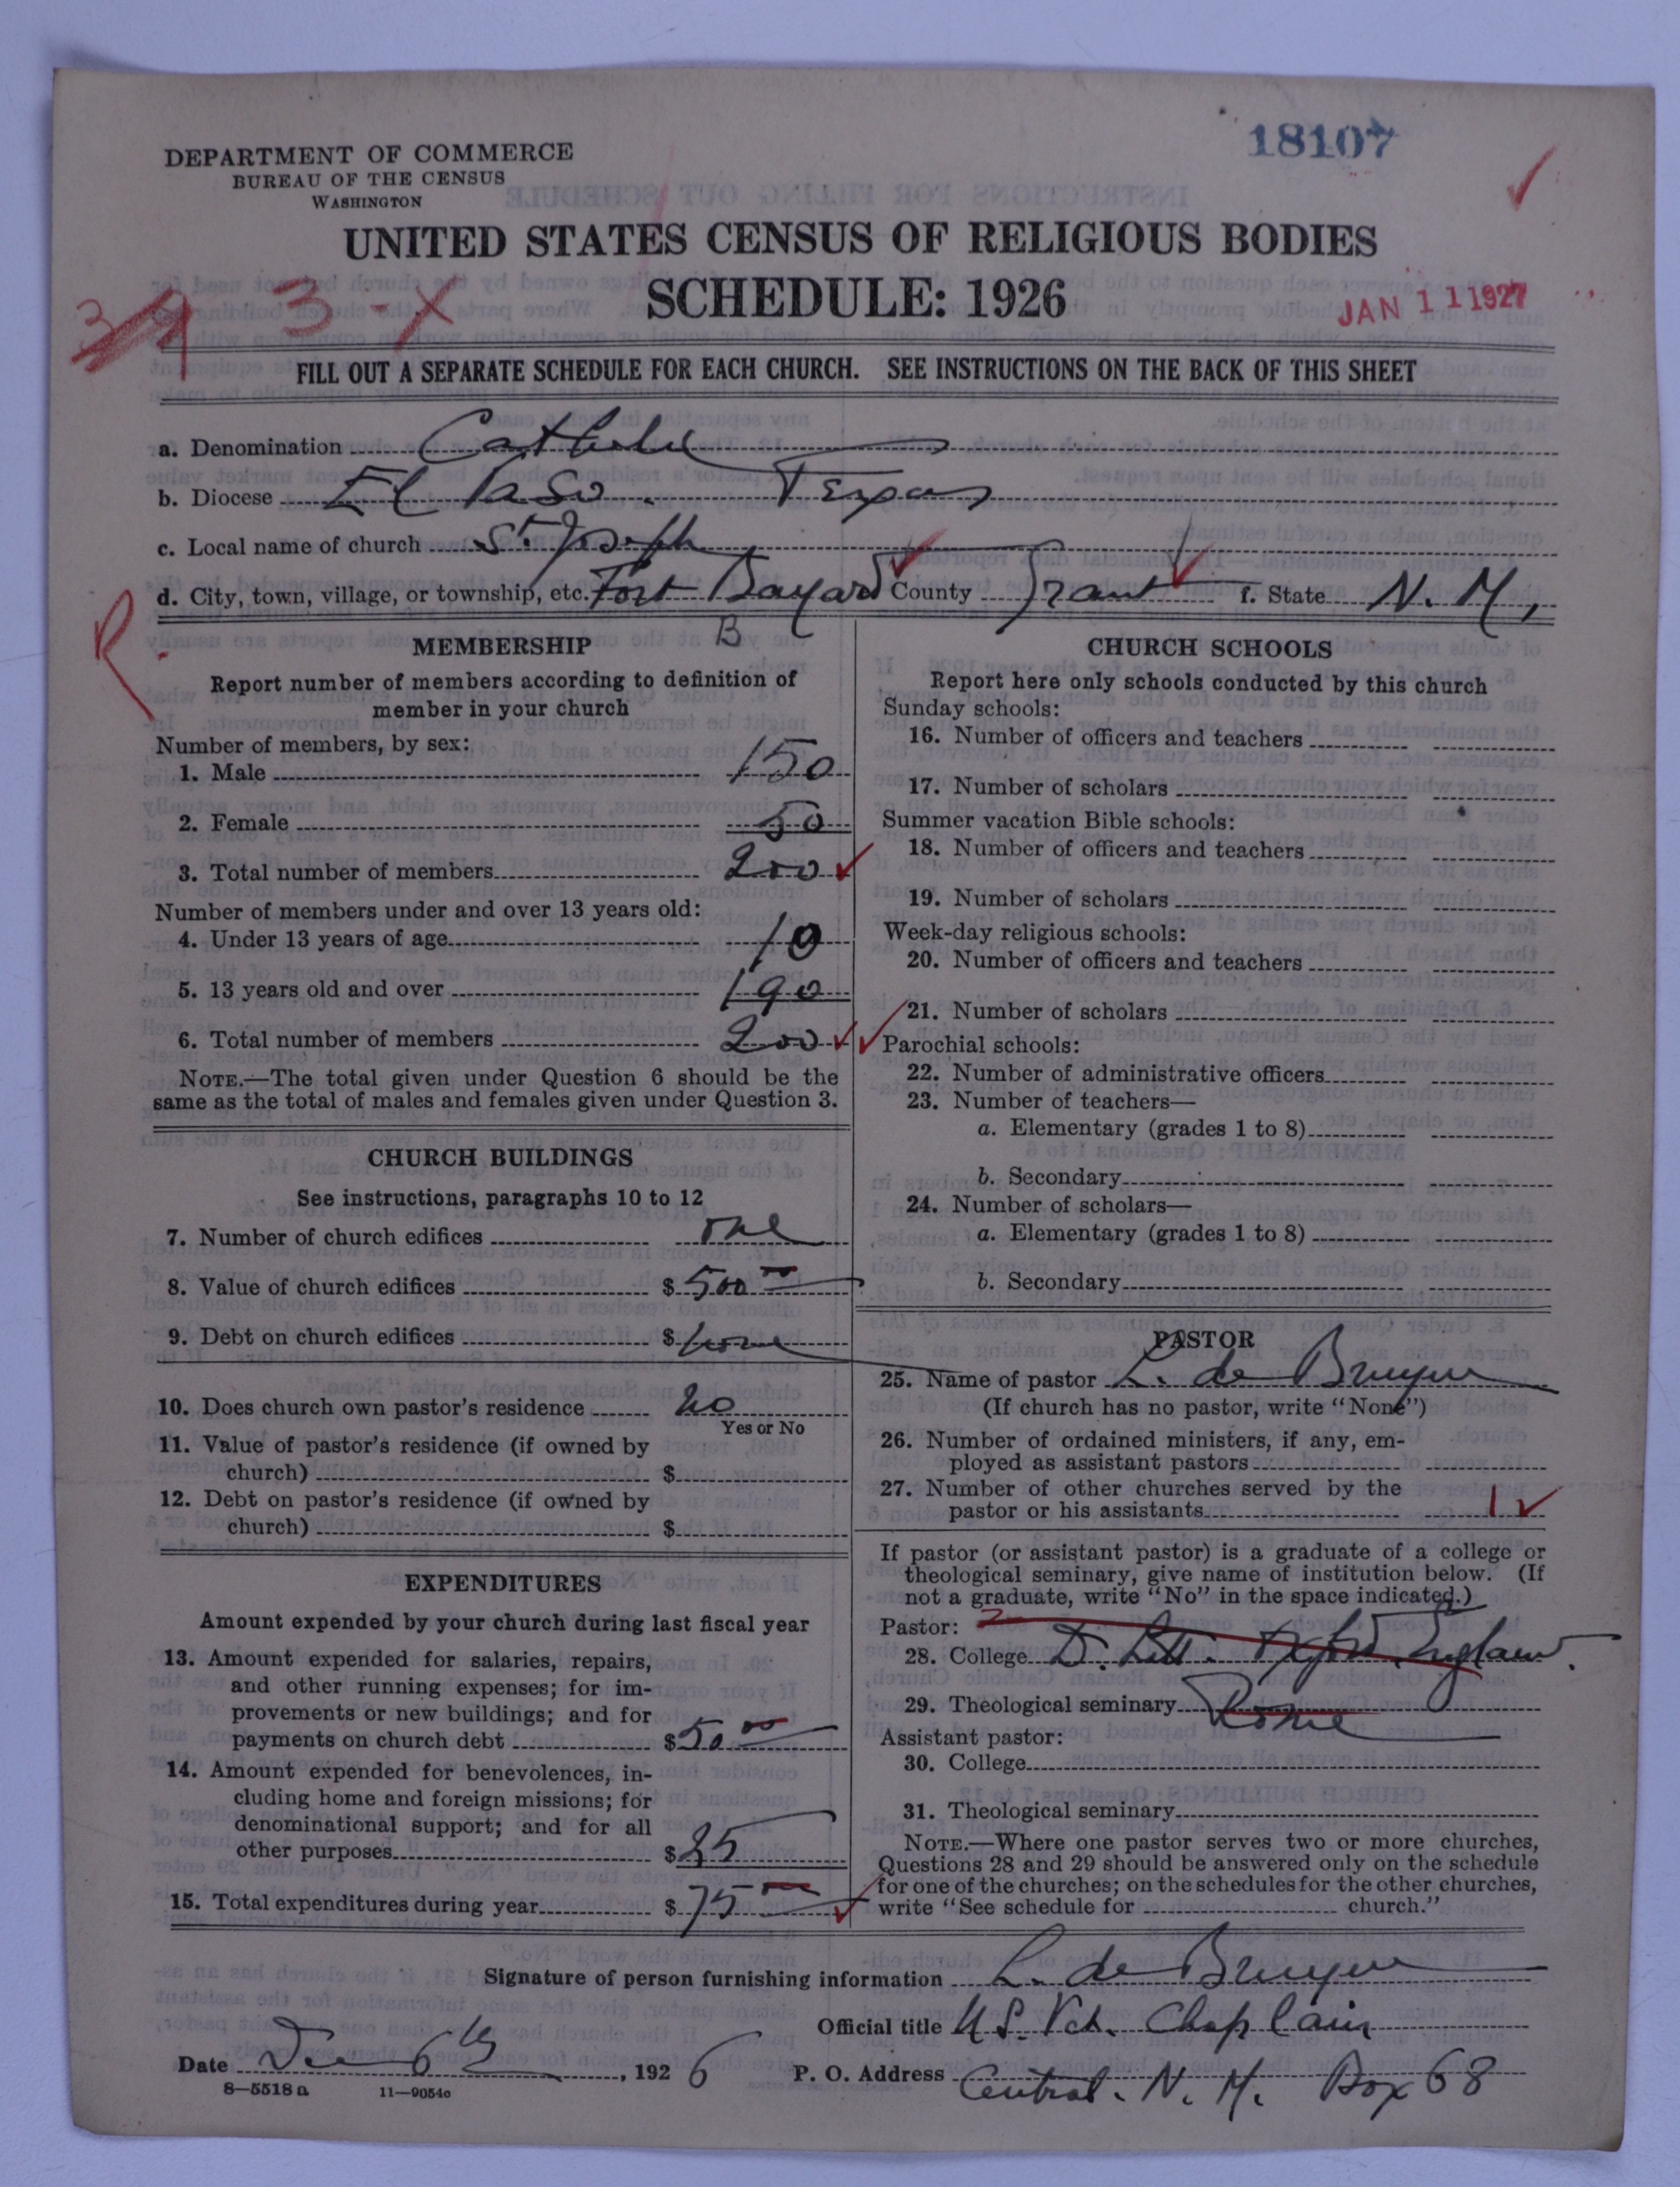 18107
DEPARTMENT OF COMMERCE
BUREAU OF THE CENSUS
WASHINGTON
UNITED STATES CENSUS OF RELIGIOUS BODIES
SCHEDULE: 1926
3-X
JAN 11 1927
FILL OUT A SEPARATE SCHEDULE FOR EACH CHURCH. SEE INSTRUCTIONS ON THE BACK OF THIS SHEET
a. Denomination Catholic
b. Diocese El Paso. Texas
c. Local name of church St. Joseph
d. City, town, village, or township, etc. Fort Bayard County Grant f. State N. M.
R.
B
MEMBERSHIP
Report number of members according to definition of
member in your church
Number of members, by sex:
1. Male 150
2. Female 50
3. Total number of members 200
Number of members under and over 13 years old:
4. Under 13 years of age 10
5. 13 years old and over 190
6. Total number of members 200
NOTE.—The total given under Question 6 should be the
same as the total of males and females given under Question 3.
CHURCH BUILDINGS
See instructions, paragraphs 10 to 12
7. Number of church edifices one
8. Value of church edifices $ 500 00
9. Debt on church edifices $ none
10. Does church own pastor's residence no
Yes or No
11. Value of pastor's residence (if owned by
church) $
12. Debt on pastor's residence (if owned by
church) $
EXPENDITURES
Amount expended by your church during last fiscal year
13. Amount expended for salaries, repairs,
and other running expenses; for im-
provements or new buildings; and for
payments on church debt $ 50 00
14. Amount expended for benevolences, in-
cluding home and foreign missions; for
denominational support; and for all
other purposes $ 25
15. Total expenditures during year $ 75 00
CHURCH SCHOOLS
Report here only schools conducted by this church
Sunday schools:
16. Number of officers and teachers
17. Number of scholars
Summer vacation Bible schools:
18. Number of officers and teachers
19. Number of scholars
Week-day religious schools:
20. Number of officers and teachers
21. Number of scholars
Parochial schools:
22. Number of administrative officers
23. Number of teachers—
a. Elementary (grades 1 to 8)
b. Secondary
24. Number of scholars—
a. Elementary (grades 1 to 8)
b. Secondary
PASTOR
25. Name of pastor L. de Bruyne
(If church has no pastor, write "None")
26. Number of ordained ministers, if any, em-
ployed as assistant pastors
27. Number of other churches served by the
pastor or his assistants 1
If pastor (or assistant pastor) is a graduate of a college or
theological seminary, give name of institution below. (If
not a graduate, write "No" in the space indicated.)
Pastor:
28. College D. Litt. Oxford. England.
29. Theological seminary Rome
Assistant pastor:
30. College
31. Theological seminary
NOTE.—Where one pastor serves two or more churches,
Questions 28 and 29 should be answered only on the schedule
for one of the churches; on the schedules for the other churches,
write "See schedule for church."
Signature of person furnishing information L. de Bruyne
Official title U.S. Vet. Chaplain
Date Dec 6th, 1926 P. O. Address Central. N. M. Box 68
8—5518 a 11—9054c